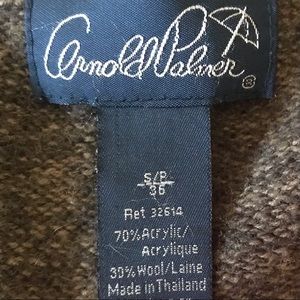 Arnold Palmer ®
S/P
36
Ret 32614
70% Acrylic/
Acrylique
30% Wool/Laine
Made in Thailand